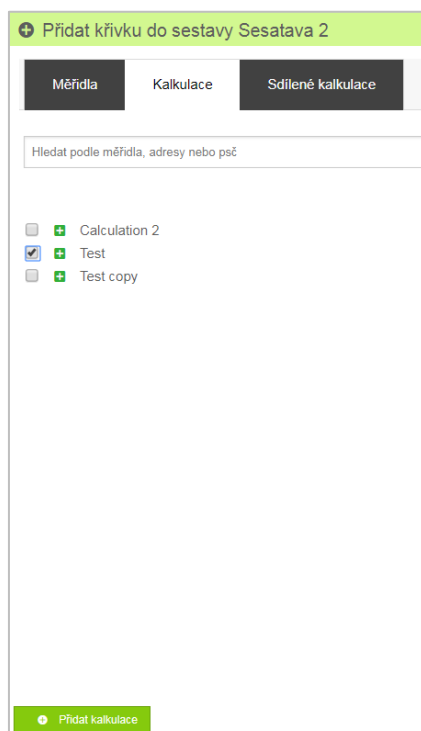 Přidat křivku do sestavy Sesatava 2
Měřidla Kalkulace Sdílené kalkulace
Hledat podle měřidla, adresy nebo psč
Calculation 2
Test
Test copy
Přidat kalkulace